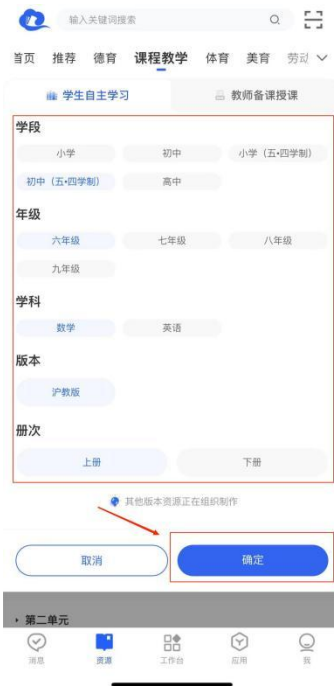 输入关键词搜索
首页 推荐 德育 课程教学 体育 美育 劳动
学生自主学习 教师备课授课
学段
小学 初中 小学（五•四学制）
初中（五•四学制） 高中
年级
六年级 七年级 八年级
九年级
学科
数学 英语
版本
沪教版
册次
上册 下册
其他版本资源正在组织制作
取消 确定
第二单元
消息 资源 工作台 应用 我